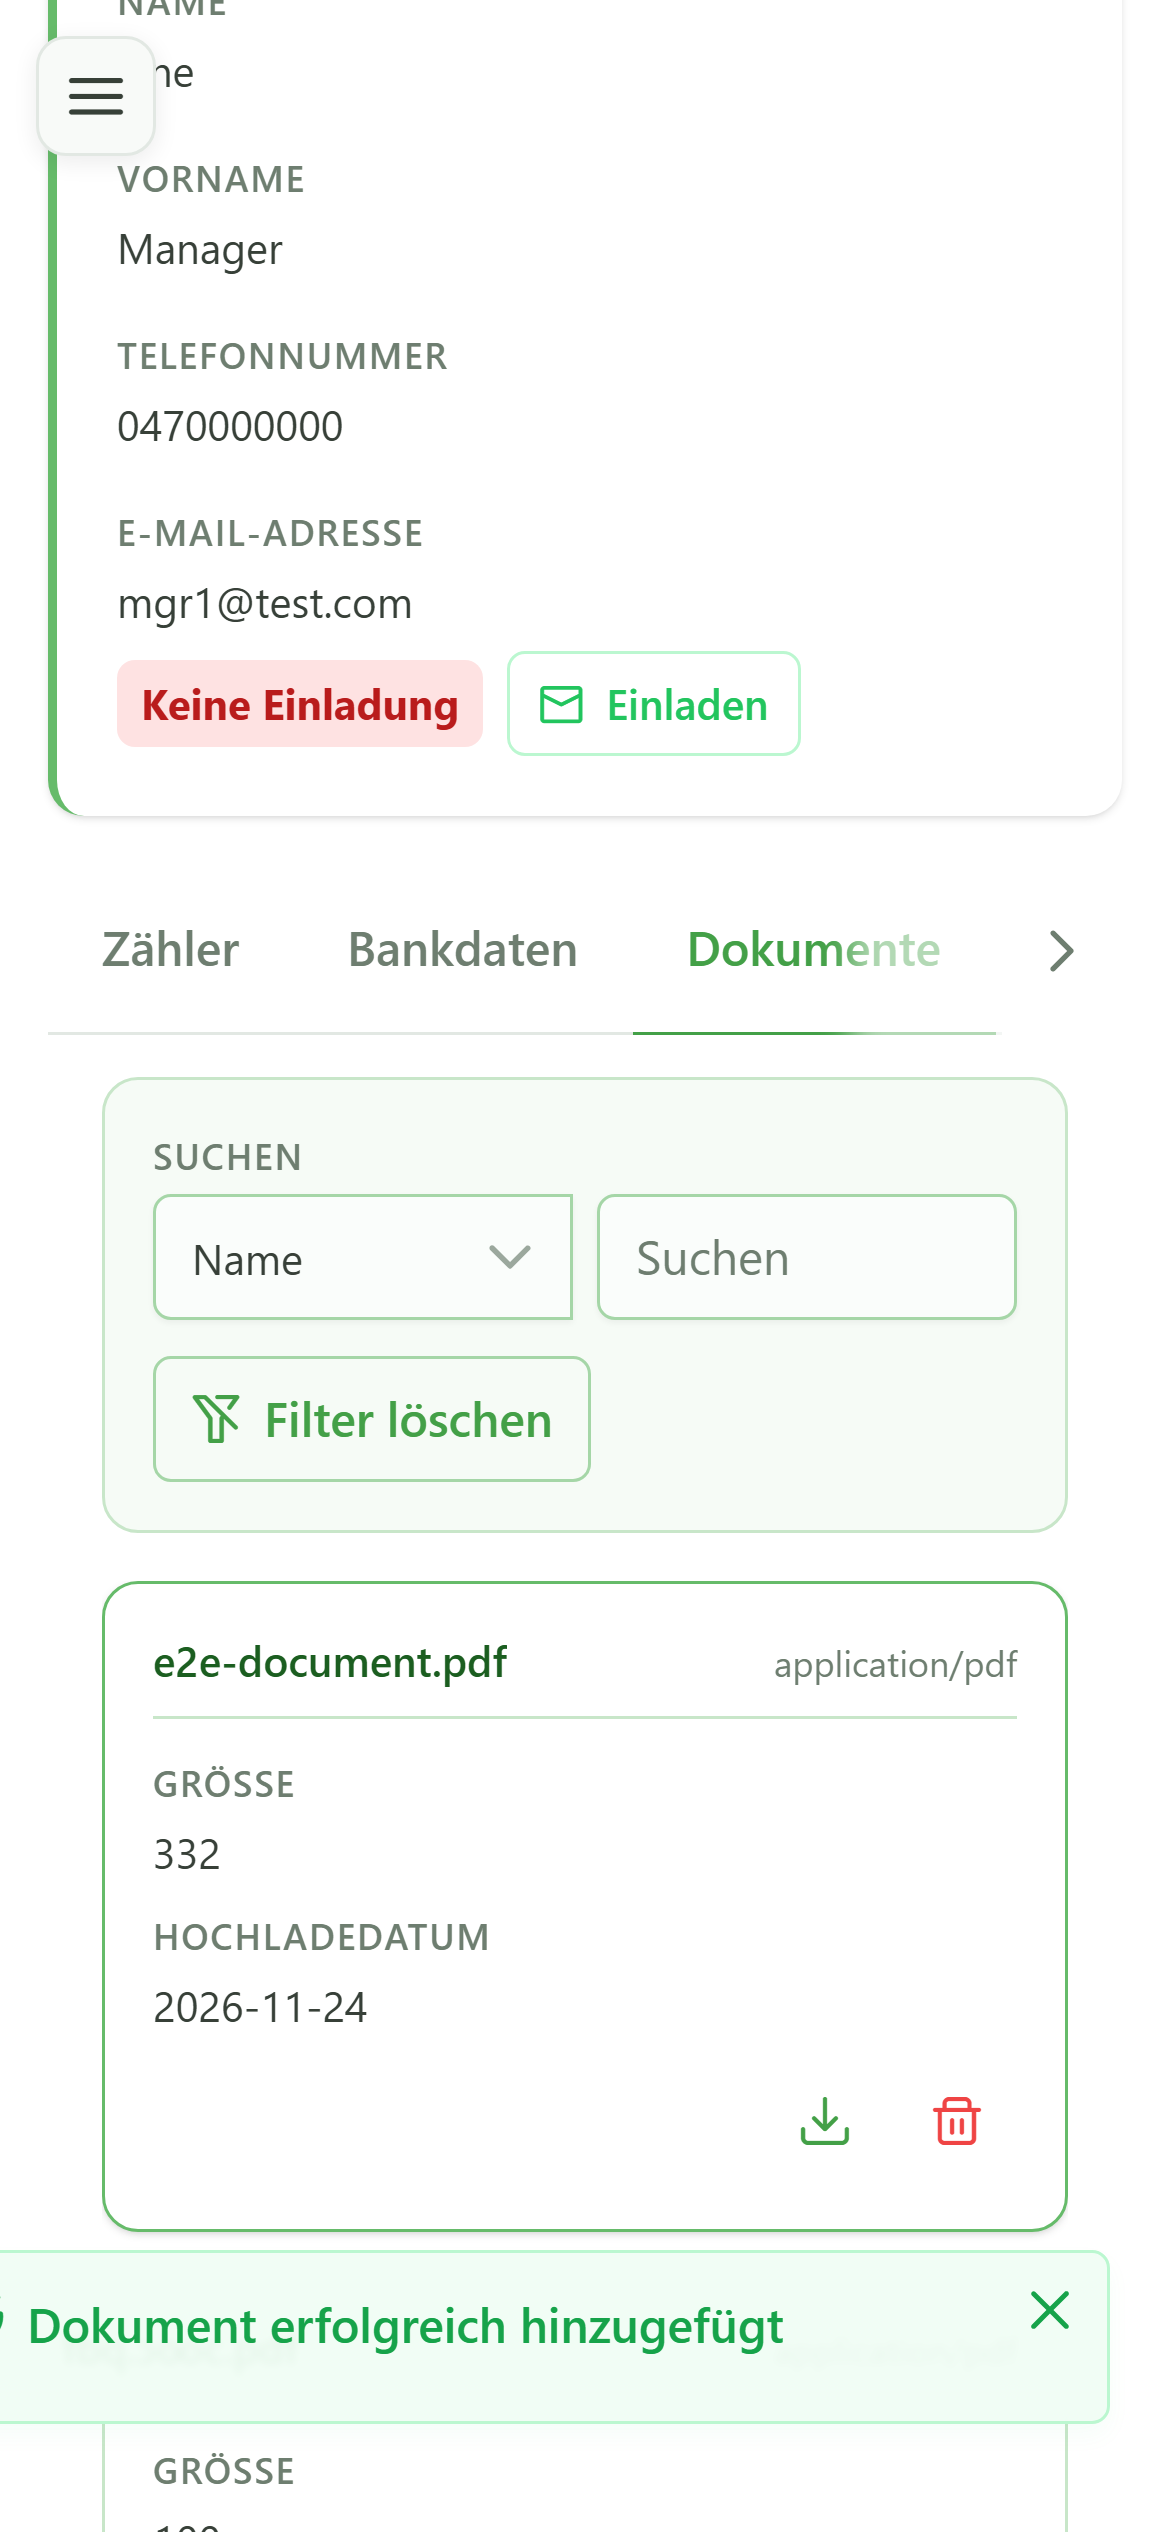 NAME
VORNAME
Manager
TELEFONNUMMER
0470000000
E-MAIL-ADRESSE
mgr1@test.com
Keine Einladung
Einladen
Zähler
Bankdaten
Dokumente
SUCHEN
Name
Suchen
Filter löschen
e2e-document.pdf
application/pdf
GRÖSSE
332
HOCHLADEDATUM
2026-11-24
Dokument erfolgreich hinzugefügt
GRÖSSE